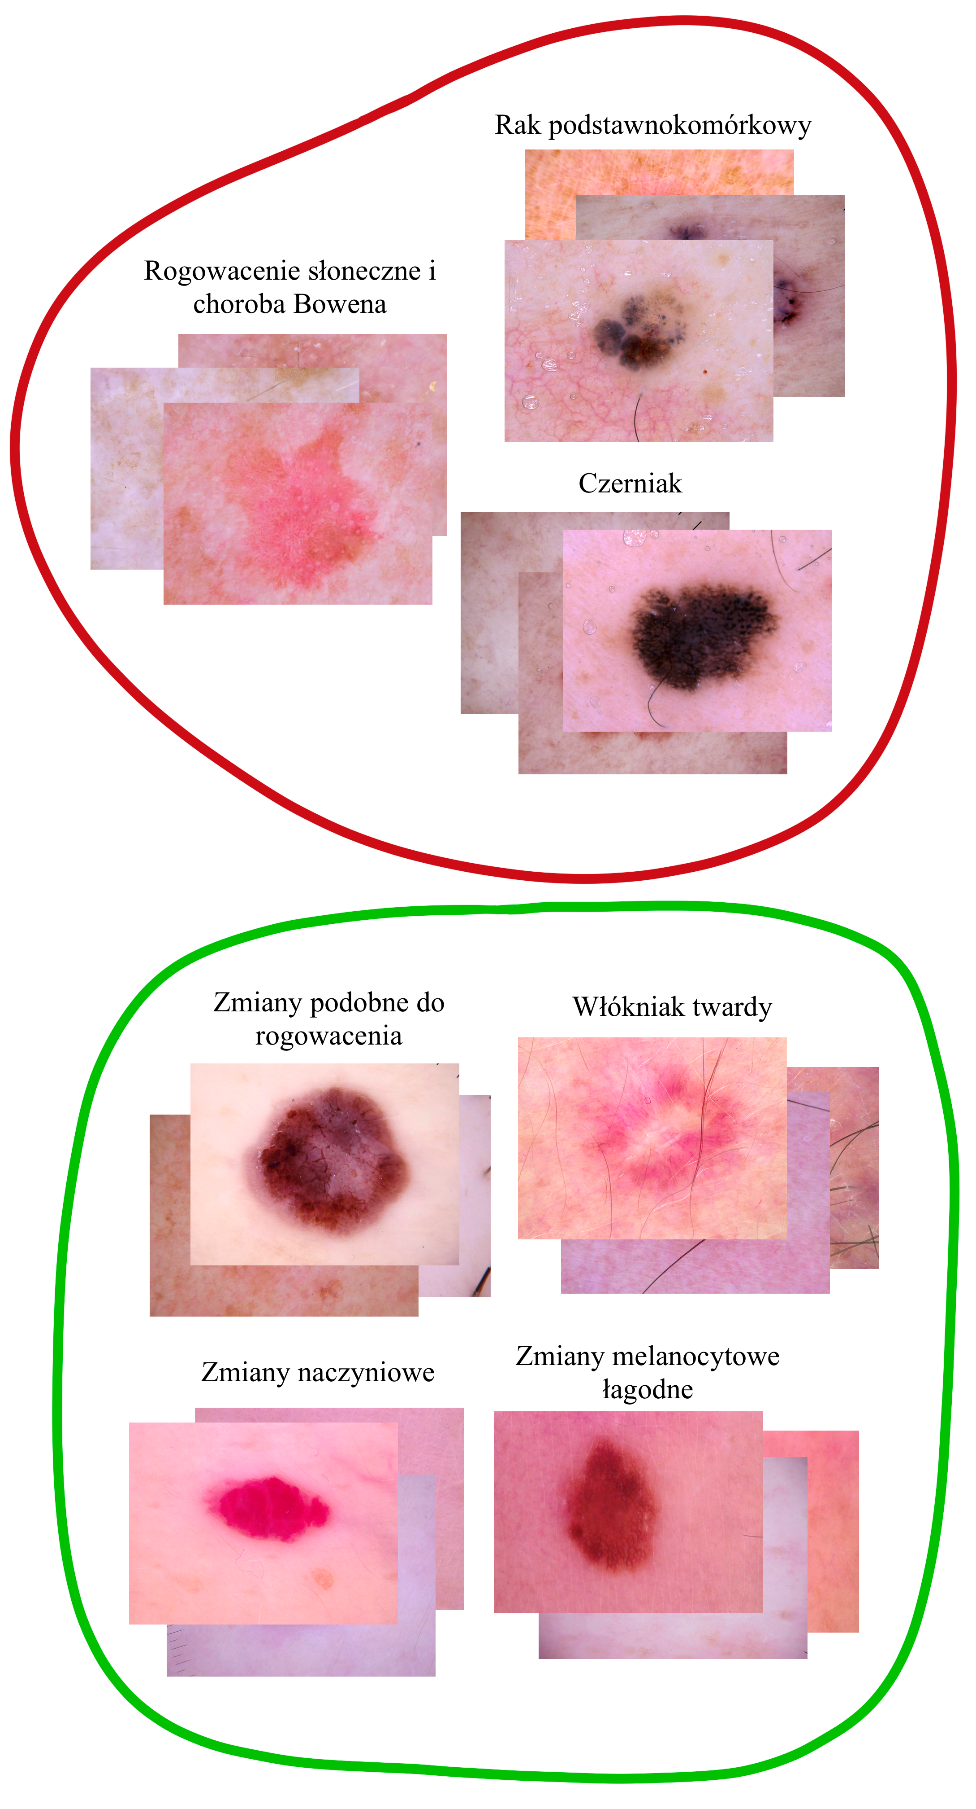 Rak podstawnokomórkowy
Rogowacenie słoneczne i
choroba Bowena
Czerniak
Zmiany podobne do
rogowacenia
Włókniak twardy
Zmiany naczyniowe
Zmiany melanocytowe
łagodne